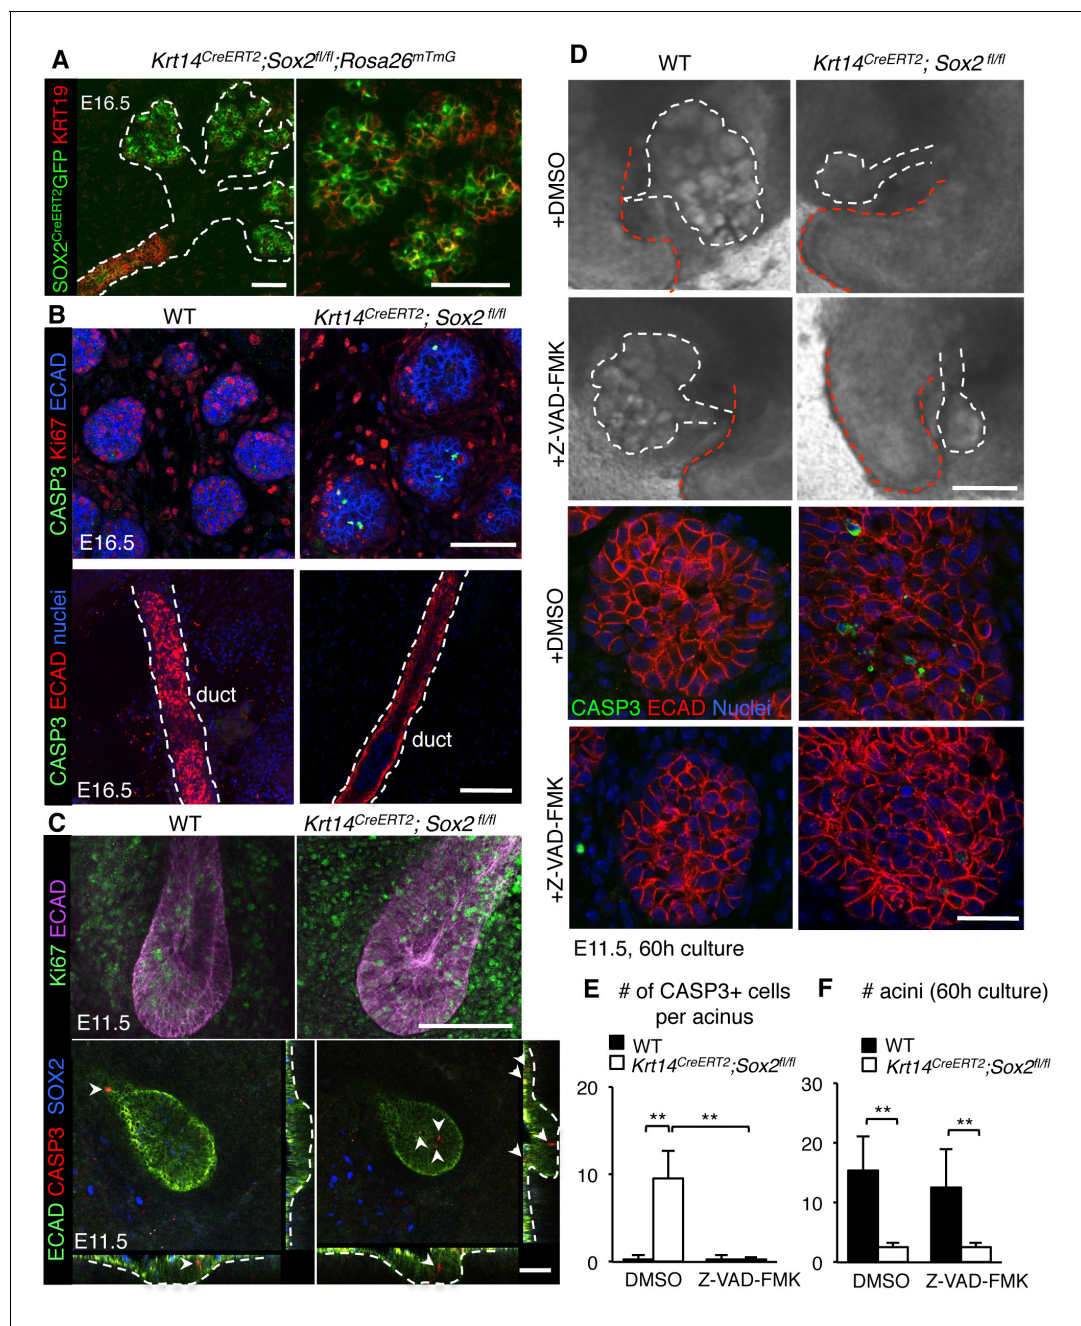 A
Krt14CreERT2;Sox2fl/fl;Rosa26mTmG
SOX2CreERT2GFP KRT19
E16.5
B
WT
Krt14CreERT2; Sox2 fl/fl
CASP3 Ki67 ECAD
E16.5
CASP3 ECAD nuclei
duct
duct
E16.5
C
WT
Krt14CreERT2; Sox2 fl/fl
Ki67 ECAD
E11.5
ECAD CASP3 SOX2
E11.5
D
WT
Krt14CreERT2; Sox2 fl/fl
+DMSO
+Z-VAD-FMK
+DMSO
CASP3 ECAD Nuclei
+Z-VAD-FMK
E11.5, 60h culture
E
# of CASP3+ cells
per acinus
WT
Krt14CreERT2;Sox2fl/fl
20
10
0
**
**
DMSO
Z-VAD-FMK
F
# acini (60h culture)
WT
Krt14CreERT2;Sox2fl/fl
30
20
10
0
**
**
DMSO
Z-VAD-FMK